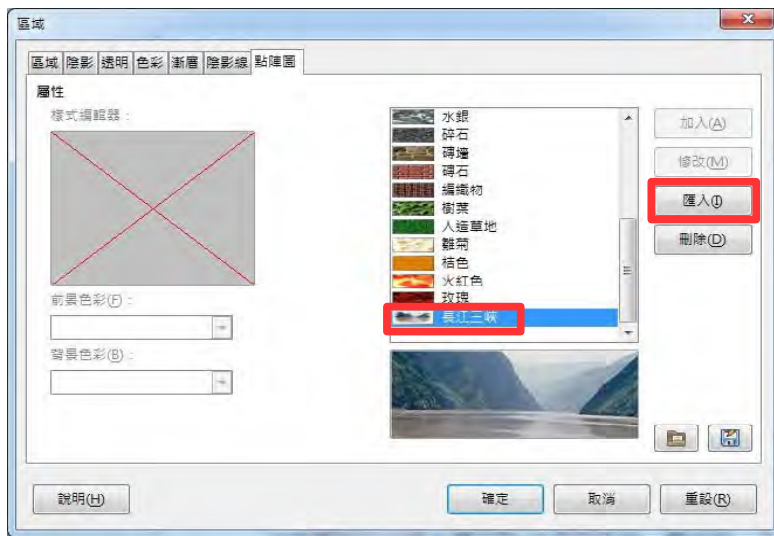 區域
區域 陰影 透明 色彩 漸層 陰影線 點陣圖
屬性
樣式編輯器：
前景色彩(F)：
背景色彩(B)：
水銀
碎石
磚牆
磚石
編織物
樹葉
人造草地
雛菊
桔色
火紅色
玫瑰
長江三峽
加入(A)
修改(M)
匯入(I)
刪除(D)
說明(H)
確定
取消
重設(R)